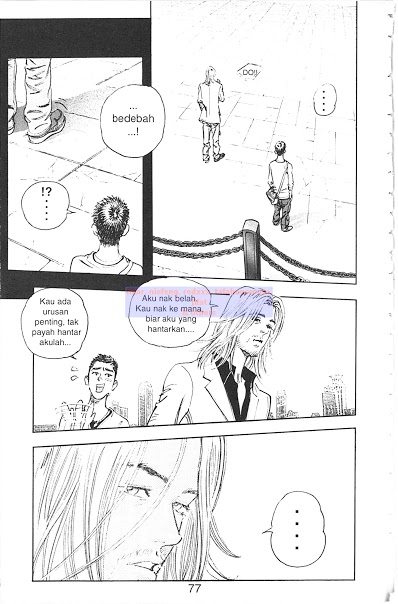 DO!!
....
...
bedebah
...!
!?
....
Aku nak belah.
Kau nak ke mana,
biar aku yang
hantarkan....
Kau ada
urusan
penting, tak
payah hantar
akulah...
....
77